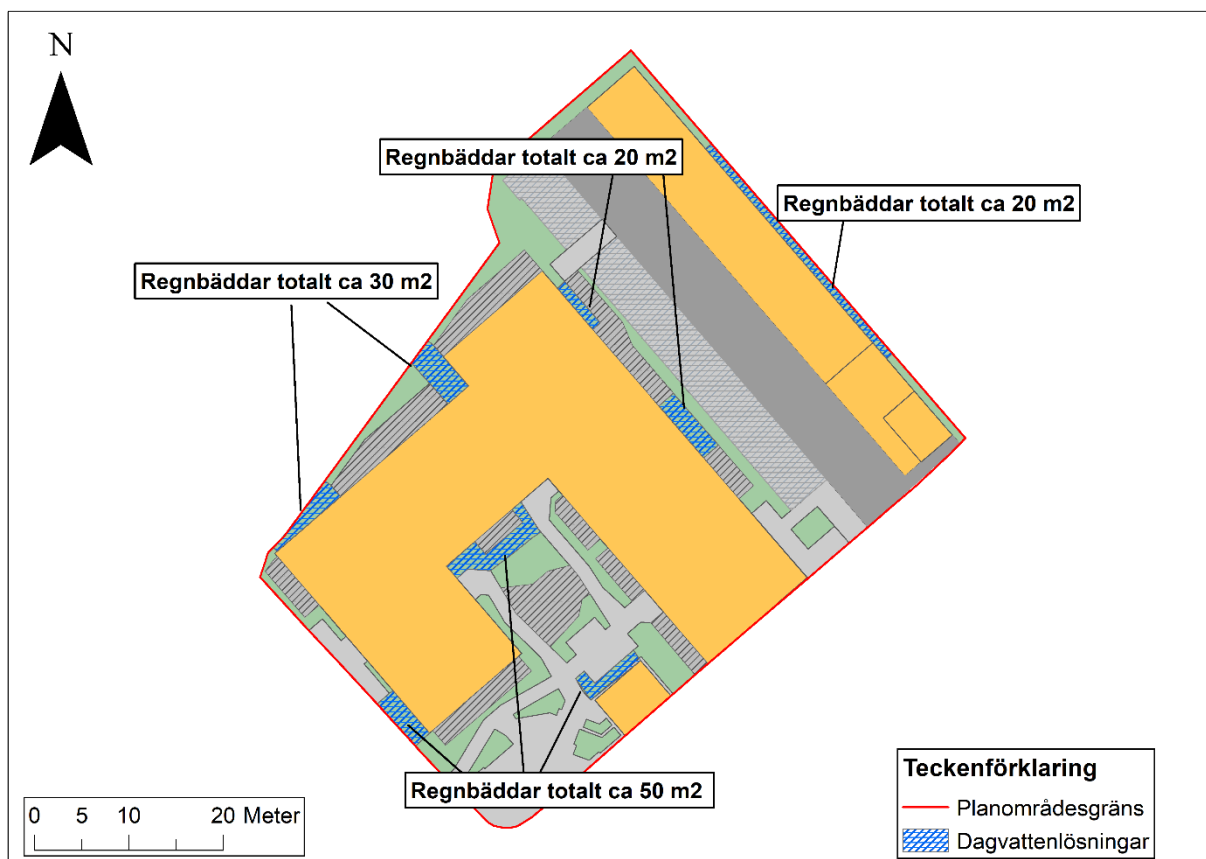 N
Regnbäddar totalt ca 20 m2
Regnbäddar totalt ca 20 m2
Regnbäddar totalt ca 30 m2
Regnbäddar totalt ca 50 m2
0 5 10 20 Meter
Teckenförklaring
Planområdesgräns
Dagvattenlösningar